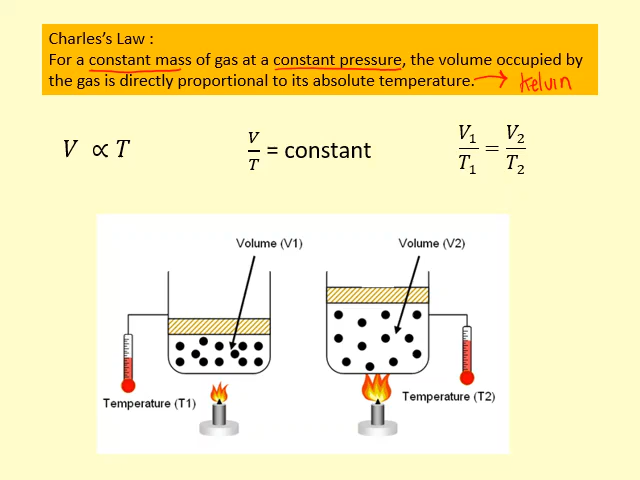 Charles's Law :
For a constant mass of gas at a constant pressure, the volume occupied by
the gas is directly proportional to its absolute temperature. → Kelvin
V ∝ T
V/T = constant
V₁/T₁ = V₂/T₂
Volume (V1)
Volume (V2)
Temperature (T1)
Temperature (T2)